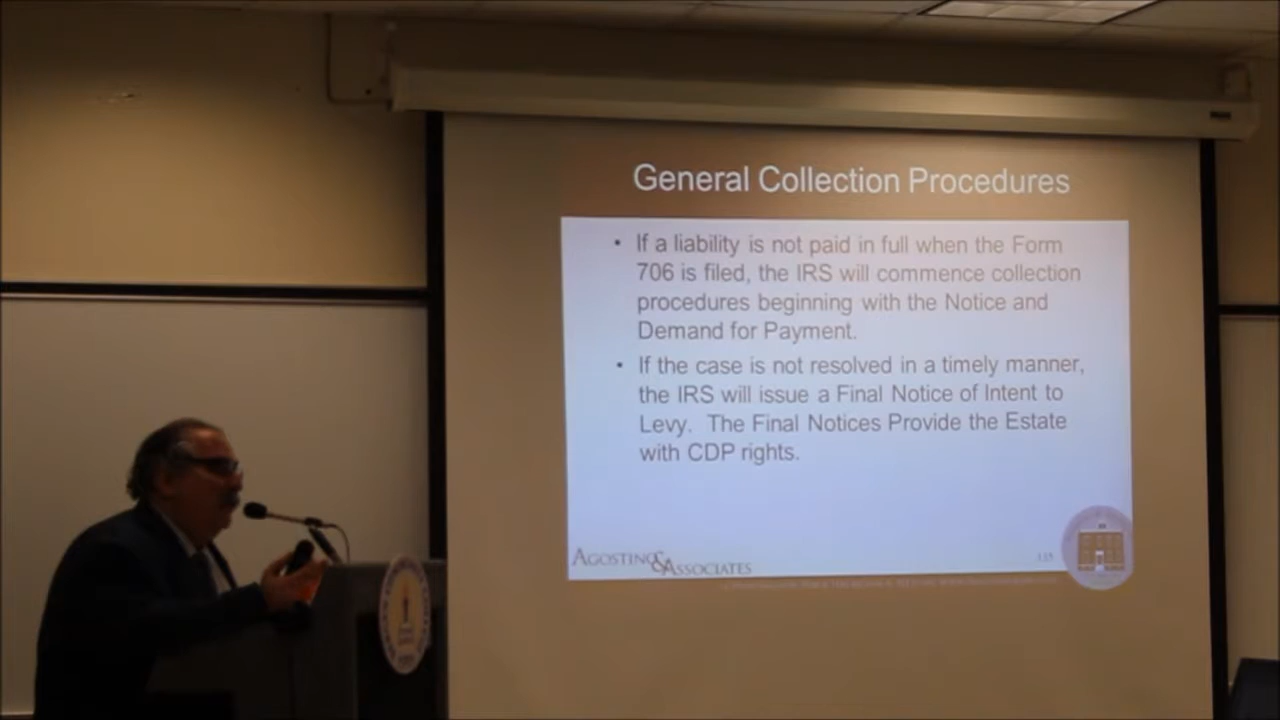 General Collection Procedures
• If a liability is not paid in full when the Form
706 is filed, the IRS will commence collection
procedures beginning with the Notice and
Demand for Payment.
• If the case is not resolved in a timely manner,
the IRS will issue a Final Notice of Intent to
Levy. The Final Notices Provide the Estate
with CDP rights.
AGOSTINO & ASSOCIATES